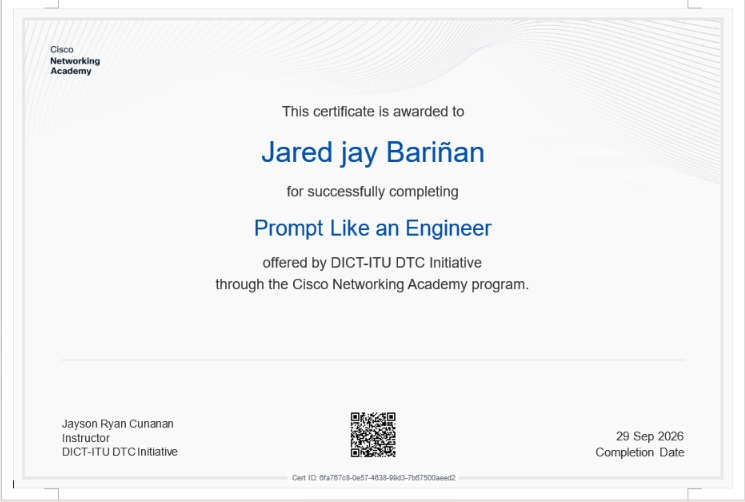 Cisco
Networking
Academy
This certificate is awarded to
Jared jay Bariñan
for successfully completing
Prompt Like an Engineer
offered by DICT-ITU DTC Initiative
through the Cisco Networking Academy program.
Jayson Ryan Cunanan
Instructor
DICT-ITU DTC Initiative
29 Sep 2026
Completion Date
Cert ID: 6fa767c8-0e57-4638-99d3-7b67500aeed2